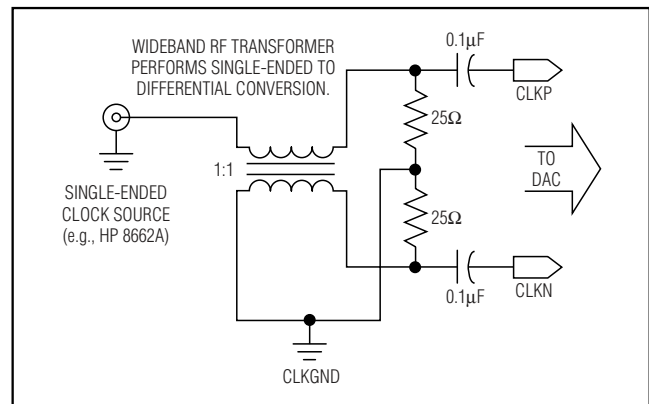 WIDEBAND RF TRANSFORMER
PERFORMS SINGLE-ENDED TO
DIFFERENTIAL CONVERSION.
0.1μF
CLKP
25Ω
1:1
TO
DAC
SINGLE-ENDED
CLOCK SOURCE
(e.g., HP 8662A)
25Ω
0.1μF
CLKN
CLKGND